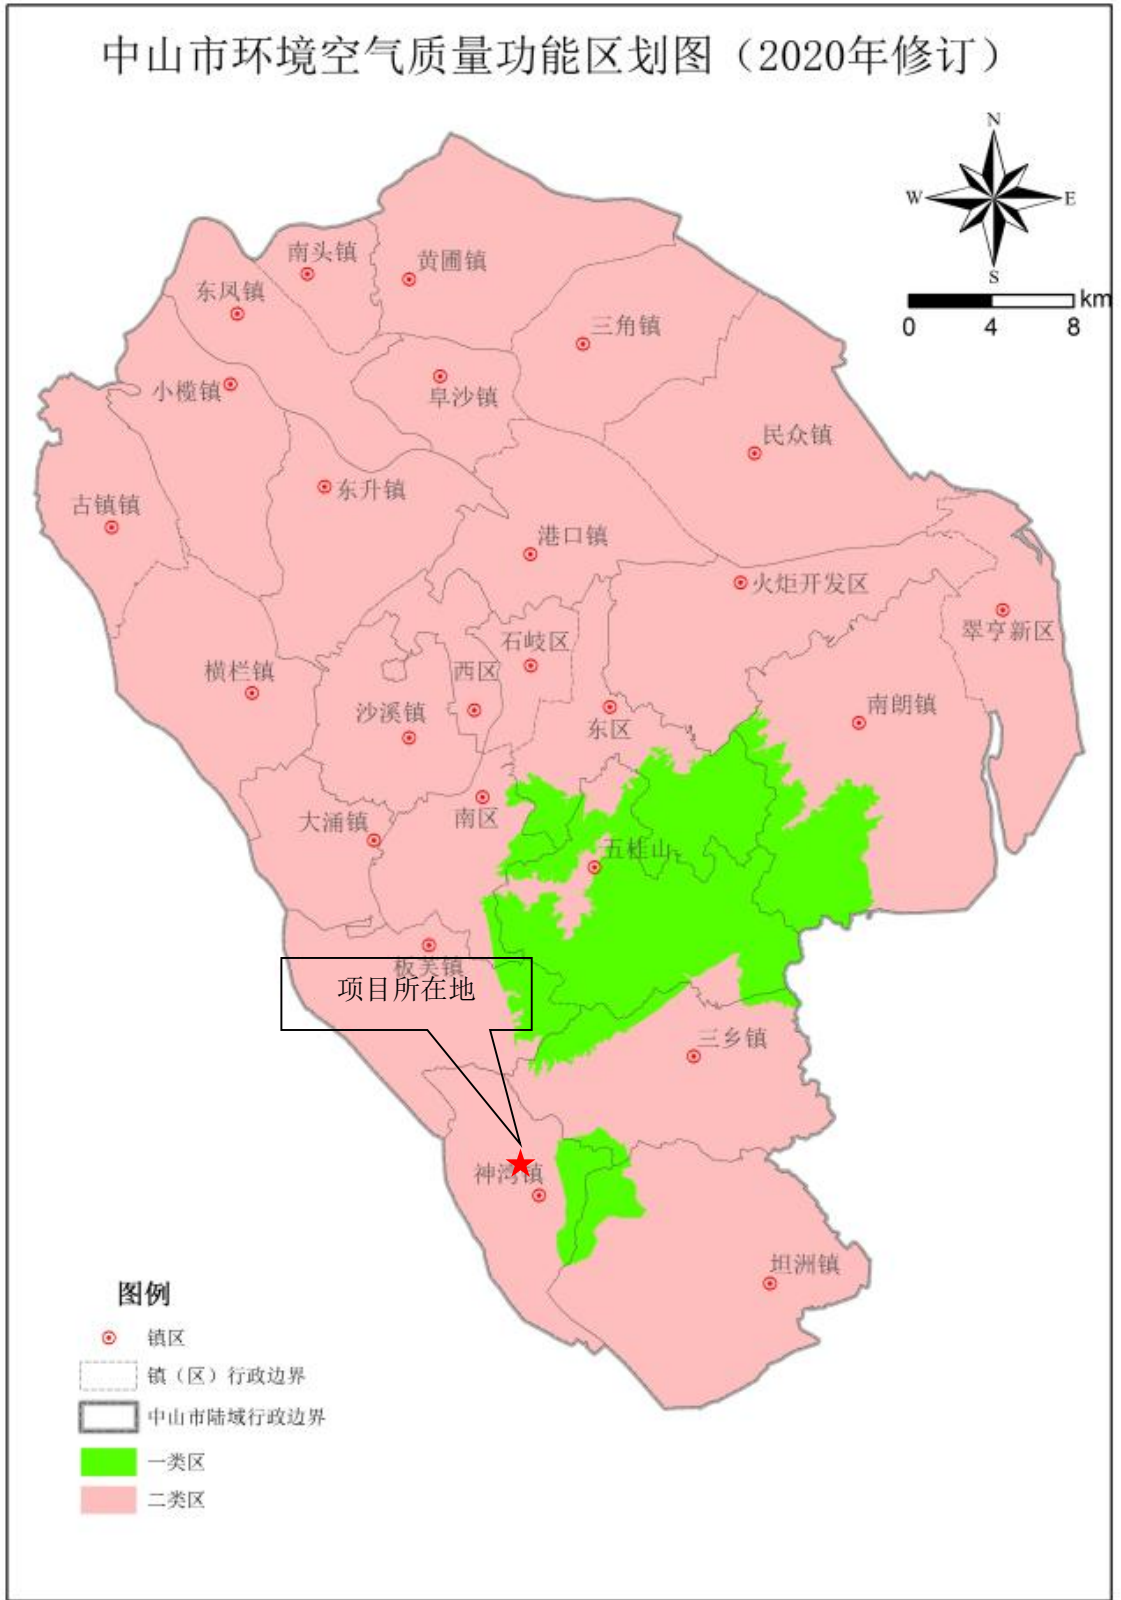 中山市环境空气质量功能区划图（2020年修订）
N
W
E
S
km
0
4
8
南头镇
黄圃镇
东凤镇
三角镇
小榄镇
阜沙镇
民众镇
东升镇
古镇镇
港口镇
火炬开发区
翠亨新区
石岐区
横栏镇
西区
沙溪镇
南朗镇
东区
南区
大涌镇
五桂山
板芙镇
项目所在地
三乡镇
神湾镇
坦洲镇
图例
镇区
镇（区）行政边界
中山市陆域行政边界
一类区
二类区